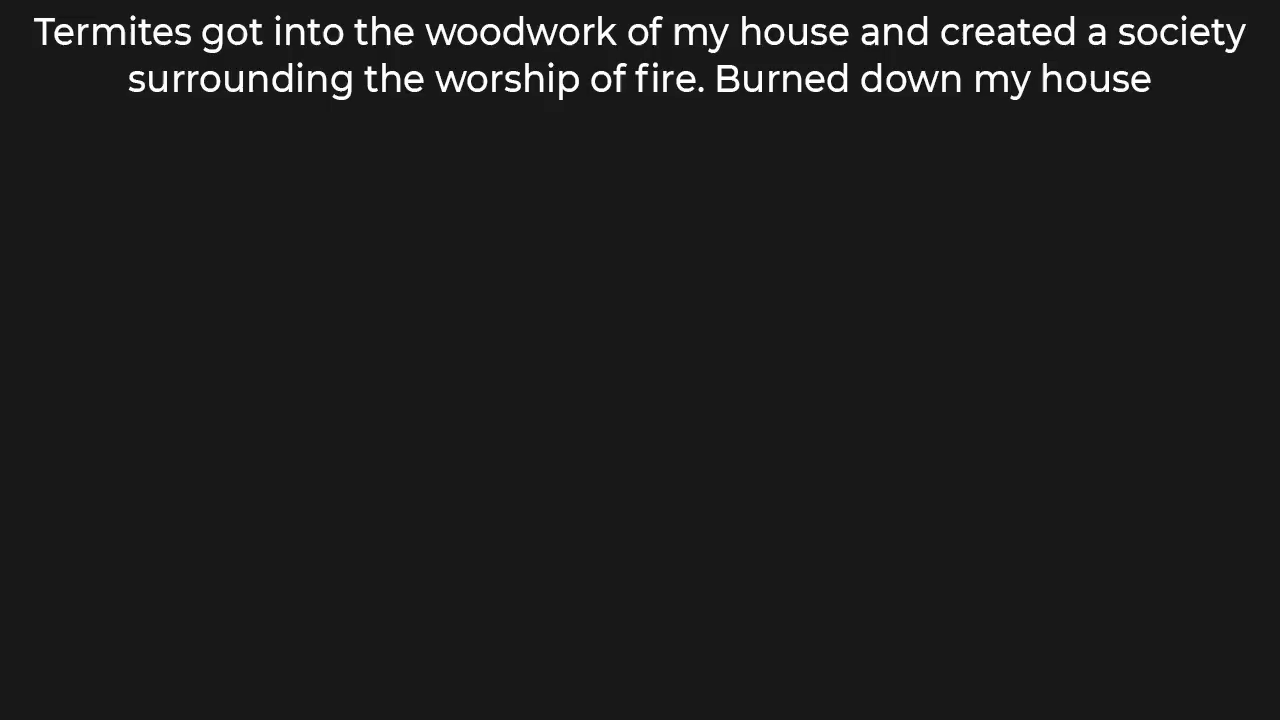 Termites got into the woodwork of my house and created a society
surrounding the worship of fire. Burned down my house